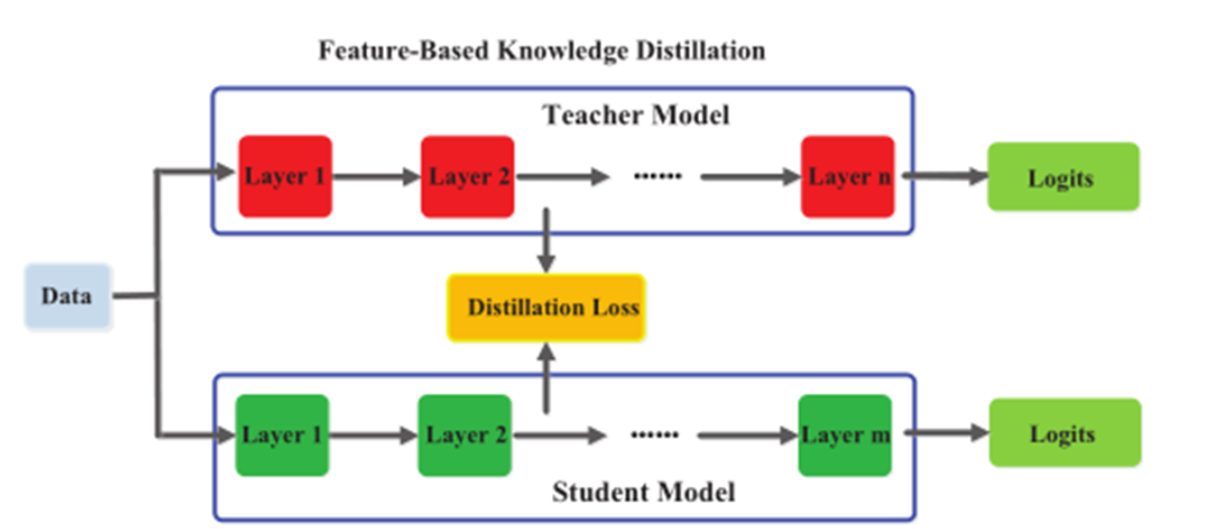 Feature-Based Knowledge Distillation
Teacher Model
Layer 1
Layer 2
......
Layer n
Logits
Data
Distillation Loss
Layer 1
Layer 2
......
Layer m
Logits
Student Model